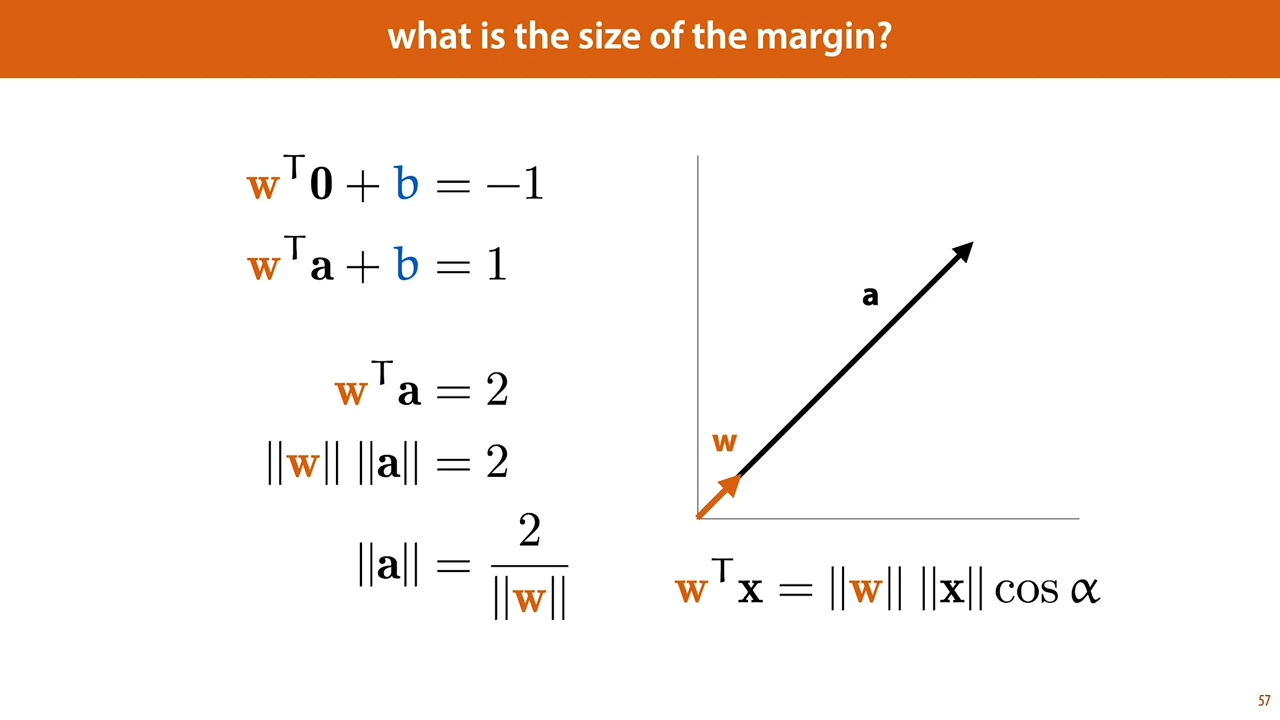 what is the size of the margin?
wᵀ0 + b = −1
wᵀa + b = 1
wᵀa = 2
||w|| ||a|| = 2
||a|| = 2 / ||w||
a
w
wᵀx = ||w|| ||x|| cos α
57